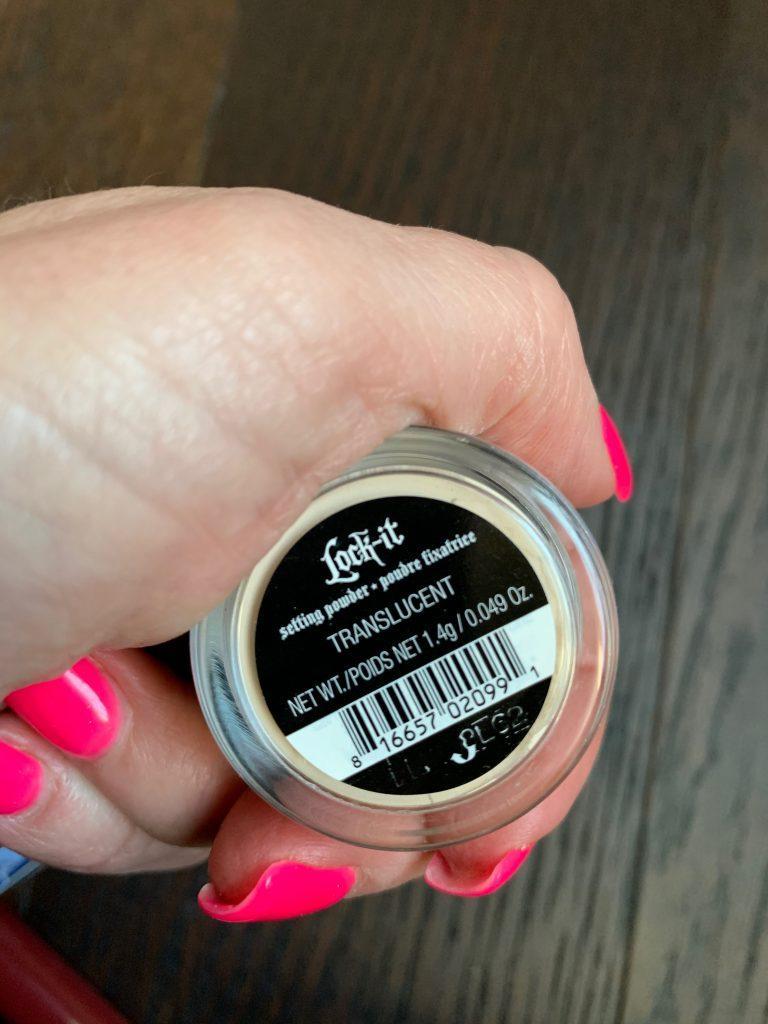 Lock-it
setting powder • poudre fixatrice
TRANSLUCENT
NET WT./POIDS NET 1.4g / 0.049 Oz.
8 16657 02099 1